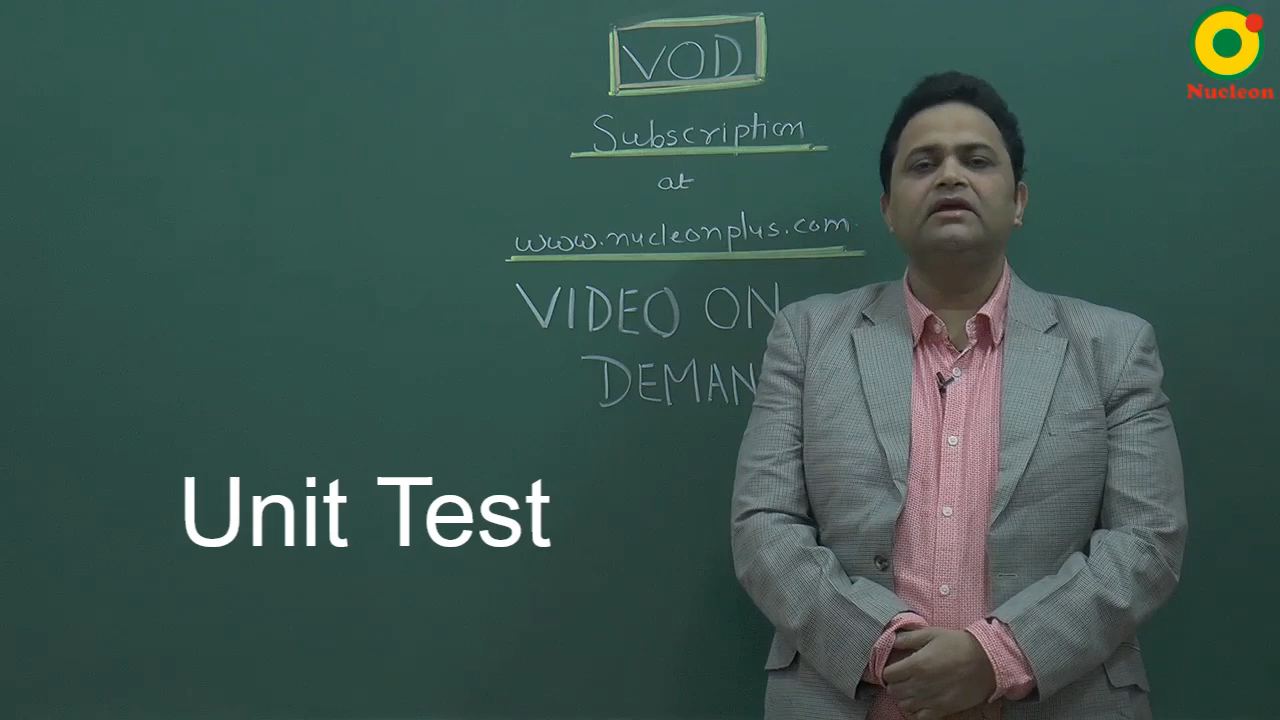 VOD
Nucleon
Subscription
at
www.nucleonplus.com
VIDEO ON
DEMAN
Unit Test